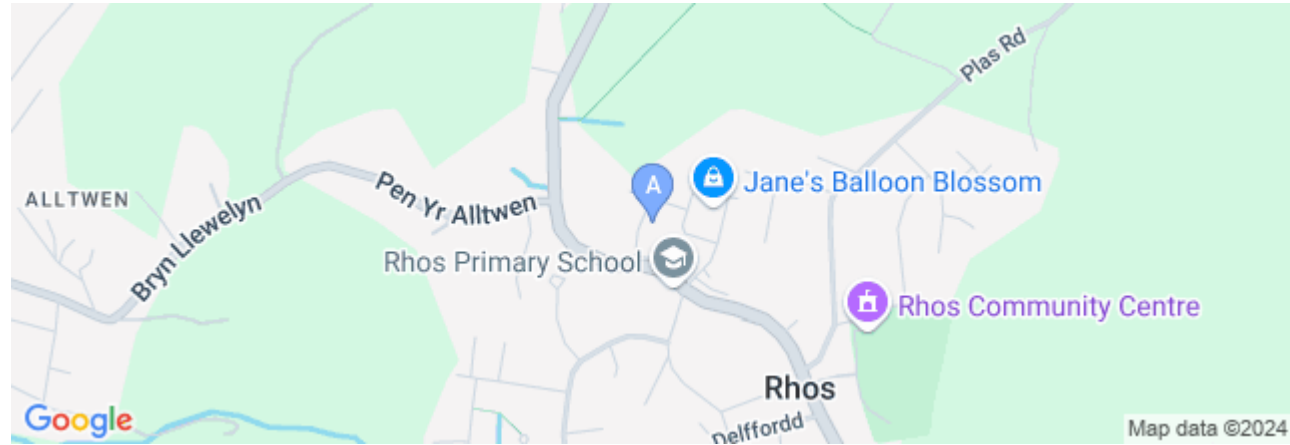 Plas Rd
A
Jane's Balloon Blossom
ALLTWEN
Pen Yr Alltwen
Bryn Llewelyn
Rhos Primary School
Rhos Community Centre
Rhos
Delffordd
Google
Map data ©2024